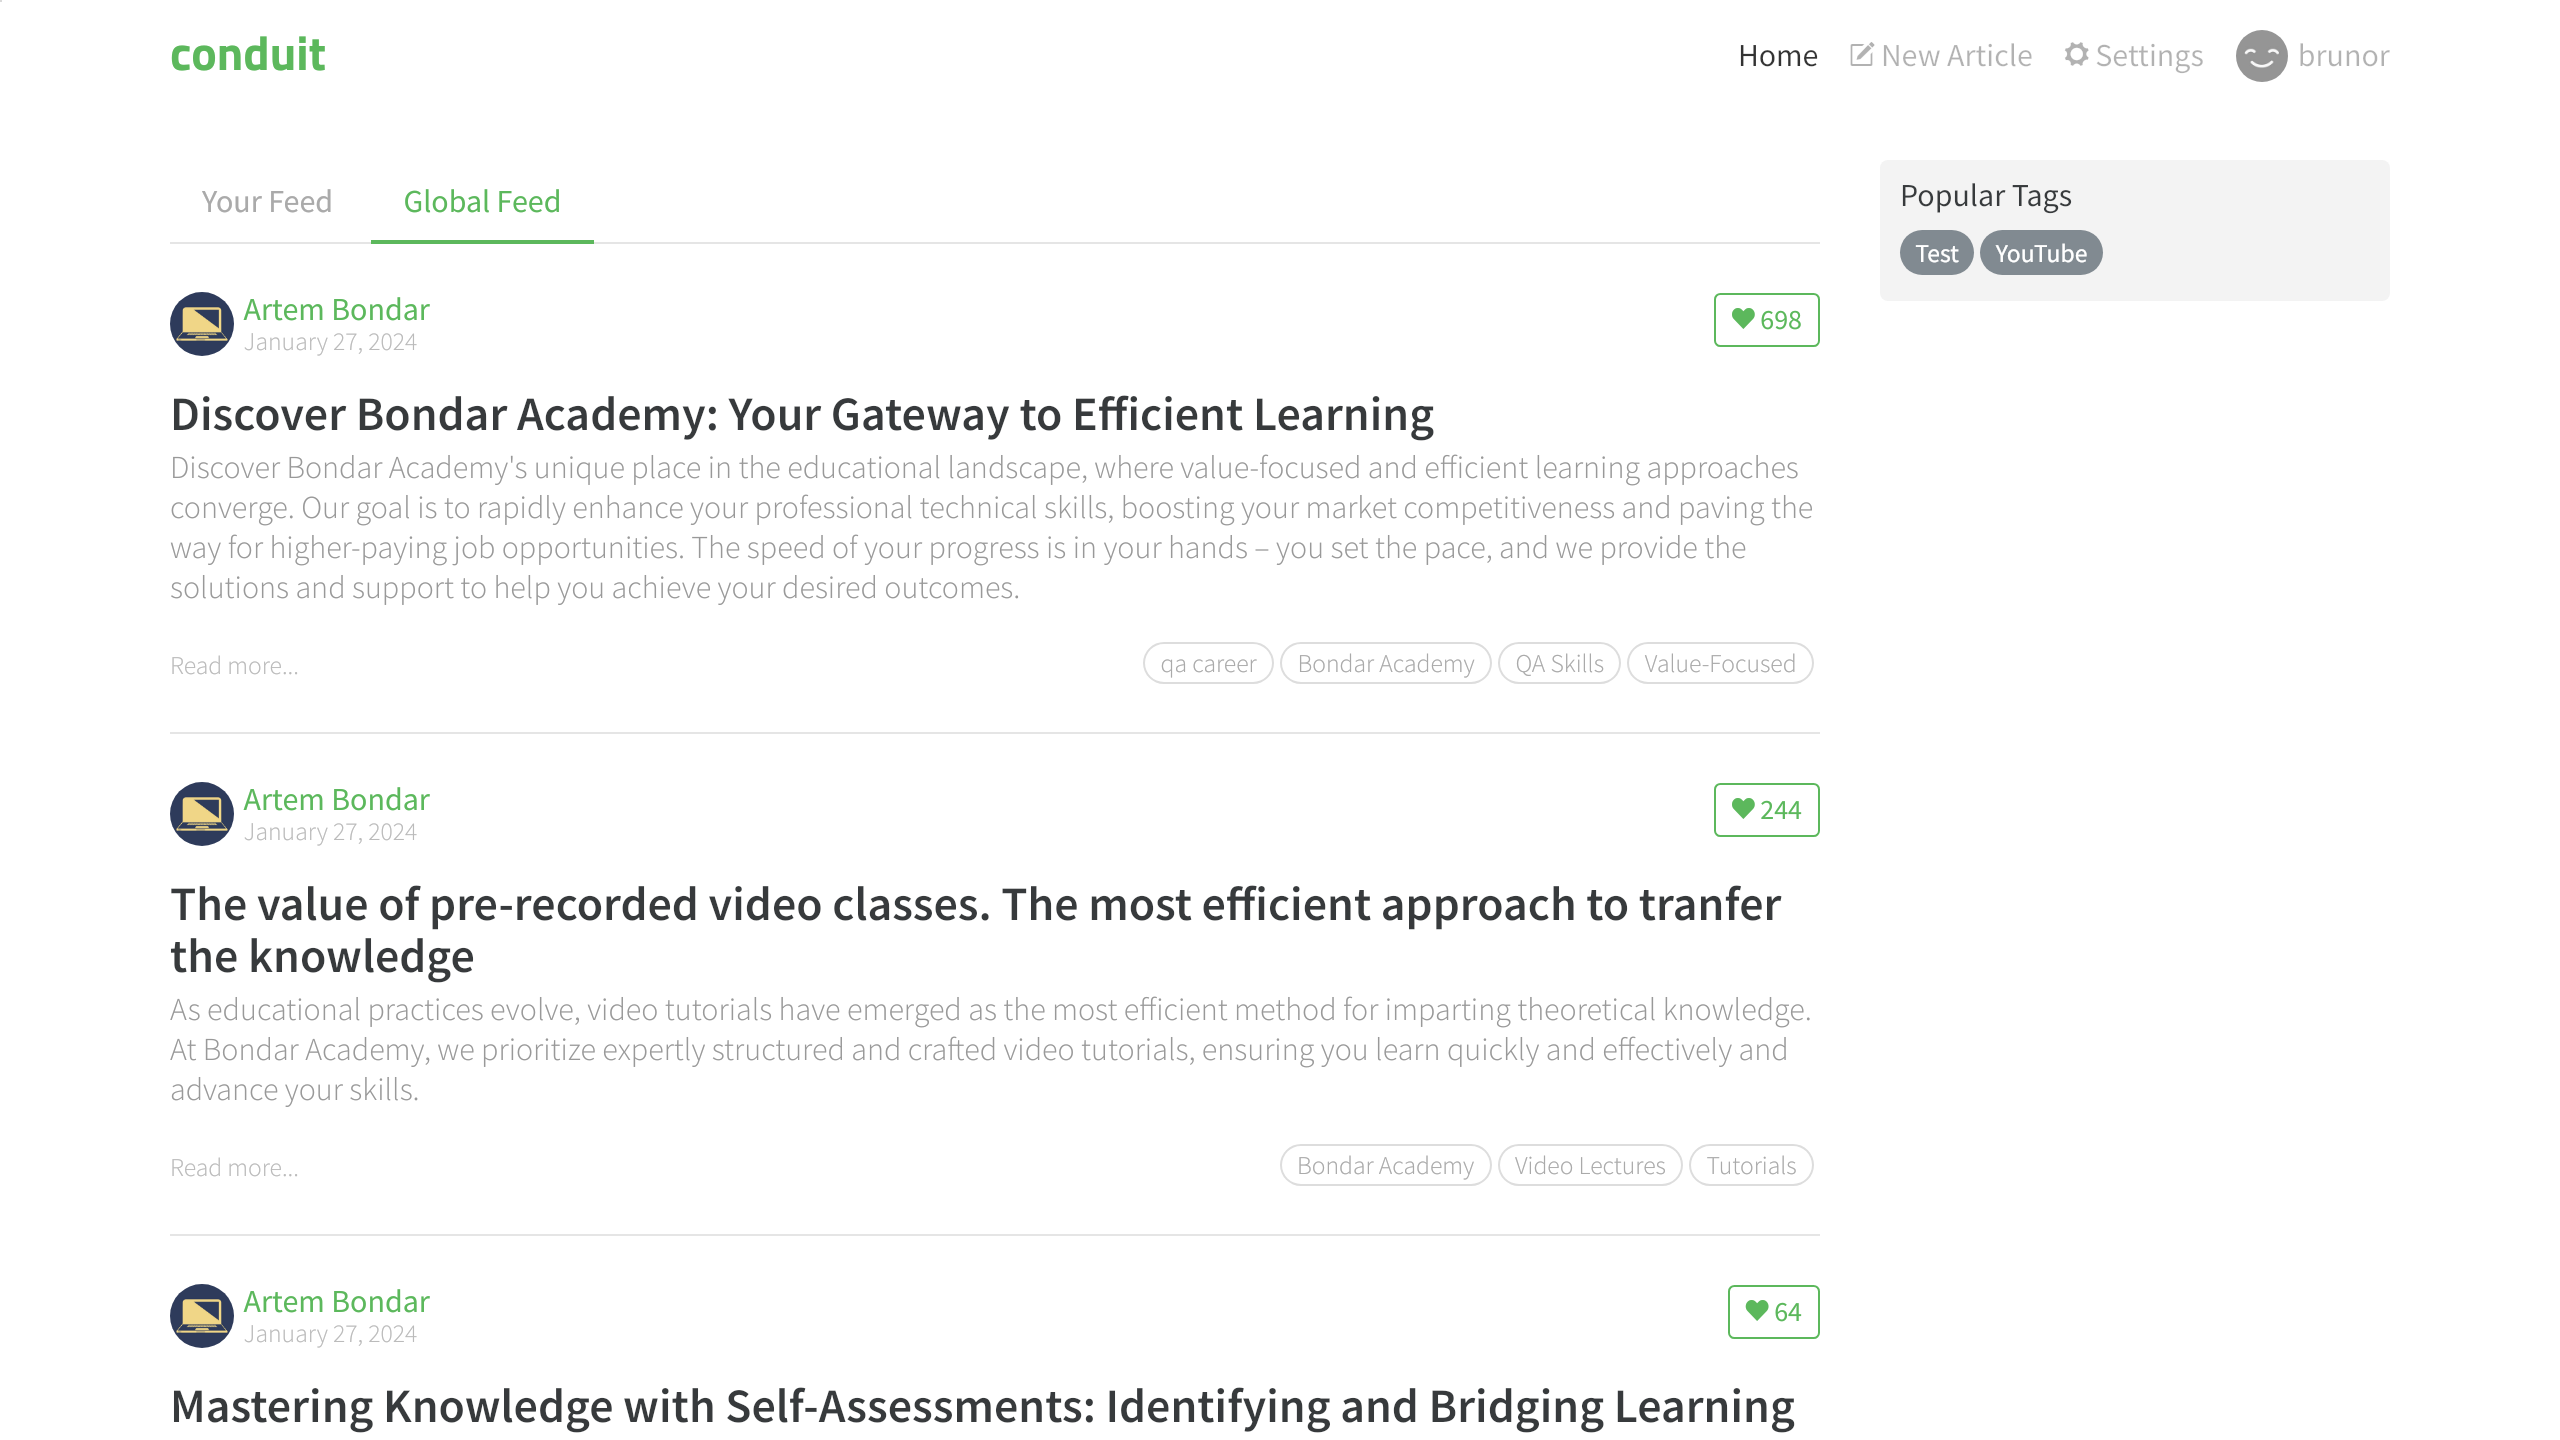 conduit
Home
New Article
Settings
brunor
Your Feed
Global Feed
Popular Tags
Test
YouTube
Artem Bondar
January 27, 2024
698
Discover Bondar Academy: Your Gateway to Efficient Learning
Discover Bondar Academy's unique place in the educational landscape, where value-focused and efficient learning approaches
converge. Our goal is to rapidly enhance your professional technical skills, boosting your market competitiveness and paving the
way for higher-paying job opportunities. The speed of your progress is in your hands – you set the pace, and we provide the
solutions and support to help you achieve your desired outcomes.
Read more...
qa career
Bondar Academy
QA Skills
Value-Focused
Artem Bondar
January 27, 2024
244
The value of pre-recorded video classes. The most efficient approach to tranfer
the knowledge
As educational practices evolve, video tutorials have emerged as the most efficient method for imparting theoretical knowledge.
At Bondar Academy, we prioritize expertly structured and crafted video tutorials, ensuring you learn quickly and effectively and
advance your skills.
Read more...
Bondar Academy
Video Lectures
Tutorials
Artem Bondar
January 27, 2024
64
Mastering Knowledge with Self-Assessments: Identifying and Bridging Learning